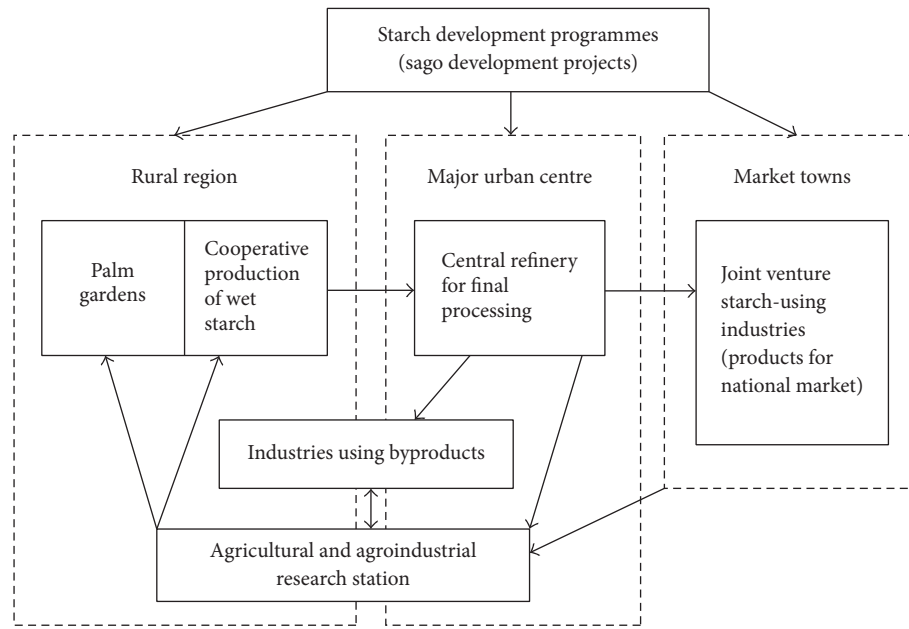 Starch development programmes
(sago development projects)
Rural region
Major urban centre
Market towns
Palm
gardens
Cooperative
production
of wet
starch
Central refinery
for final
processing
Joint venture
starch-using
industries
(products for
national market)
Industries using byproducts
Agricultural and agroindustrial
research station